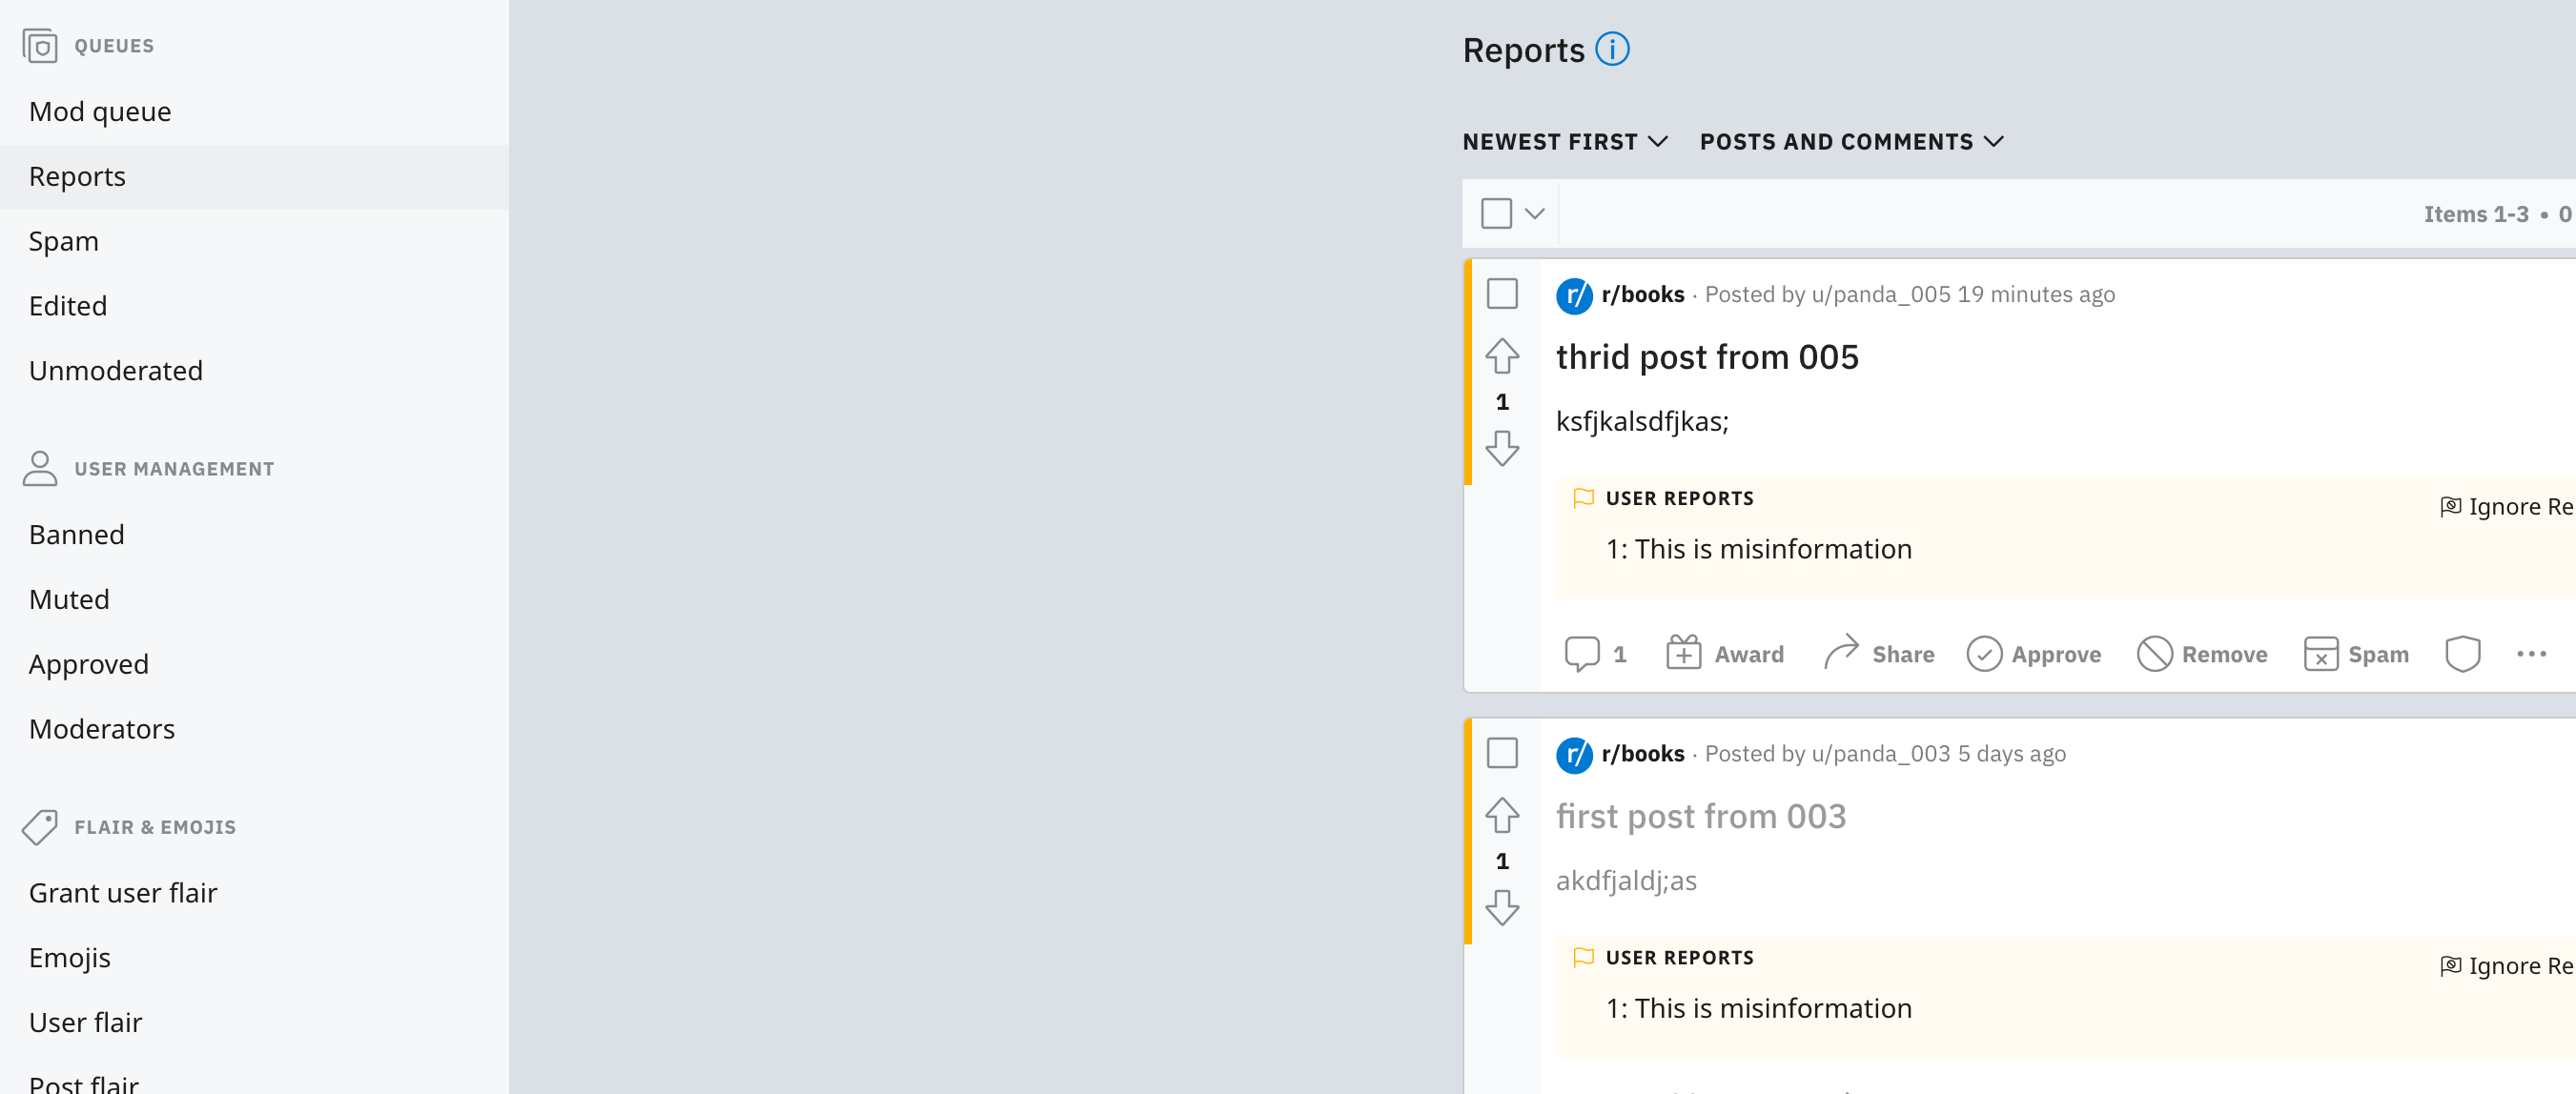 QUEUES
Mod queue
Reports
Spam
Edited
Unmoderated
USER MANAGEMENT
Banned
Muted
Approved
Moderators
FLAIR & EMOJIS
Grant user flair
Emojis
User flair
Post flair
Reports
NEWEST FIRST POSTS AND COMMENTS
Items 1-3 • 0
r/ r/books · Posted by u/panda_005 19 minutes ago
thrid post from 005
1
ksfjkalsdfjkas;
USER REPORTS
Ignore Re
1: This is misinformation
1 Award Share Approve Remove Spam
r/ r/books · Posted by u/panda_003 5 days ago
first post from 003
1
akdfjaldj;as
USER REPORTS
Ignore Re
1: This is misinformation